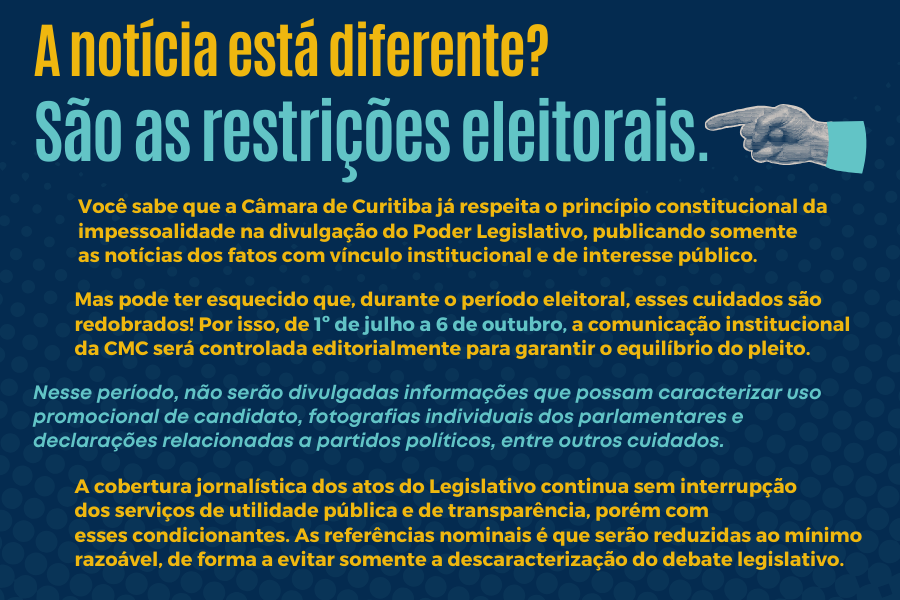 A notícia está diferente?
São as restrições eleitorais.
Você sabe que a Câmara de Curitiba já respeita o princípio constitucional da
impessoalidade na divulgação do Poder Legislativo, publicando somente
as notícias dos fatos com vínculo institucional e de interesse público.
Mas pode ter esquecido que, durante o período eleitoral, esses cuidados são
redobrados! Por isso, de 1º de julho a 6 de outubro, a comunicação institucional
da CMC será controlada editorialmente para garantir o equilíbrio do pleito.
Nesse período, não serão divulgadas informações que possam caracterizar uso
promocional de candidato, fotografias individuais dos parlamentares e
declarações relacionadas a partidos políticos, entre outros cuidados.
A cobertura jornalística dos atos do Legislativo continua sem interrupção
dos serviços de utilidade pública e de transparência, porém com
esses condicionantes. As referências nominais é que serão reduzidas ao mínimo
razoável, de forma a evitar somente a descaracterização do debate legislativo.